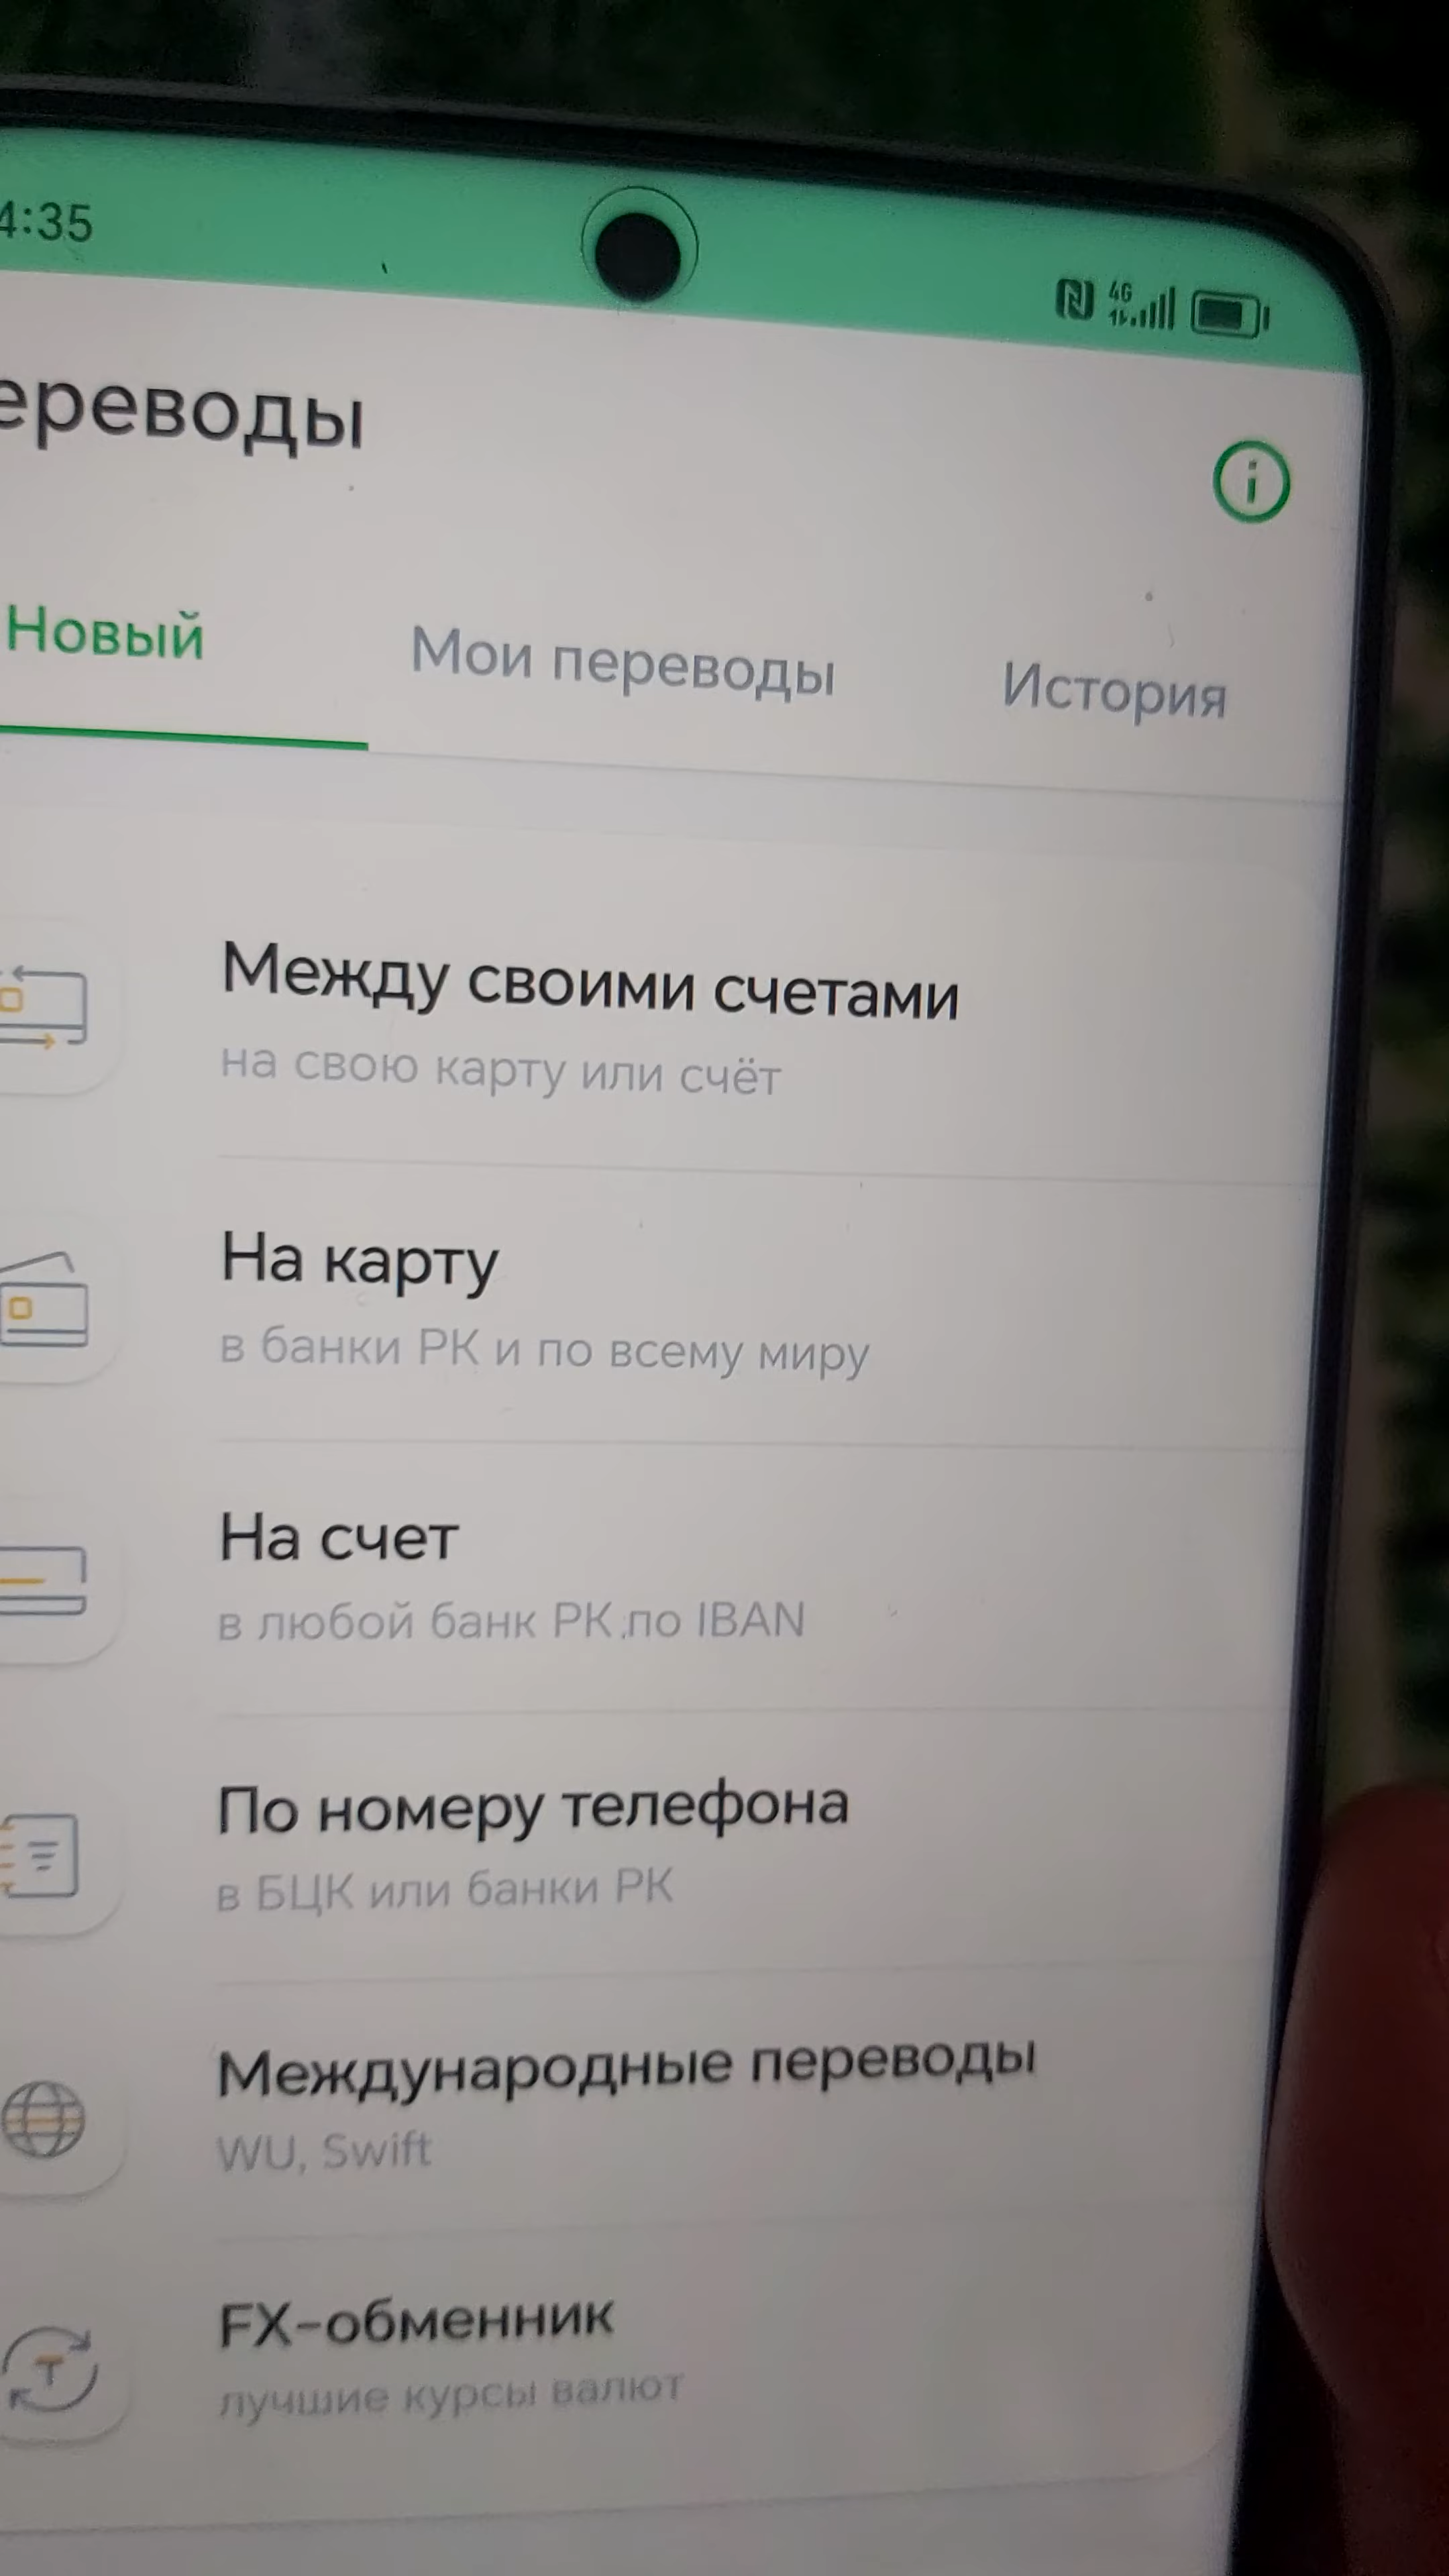 4:35
4G
ереводы
Новый
Мои переводы
История
Между своими счетами
на свою карту или счёт
На карту
в банки РК и по всему миру
На счет
в любой банк РК по IBAN
По номеру телефона
в БЦК или банки РК
Международные переводы
WU, Swift
FX-обменник
лучшие курсы валют